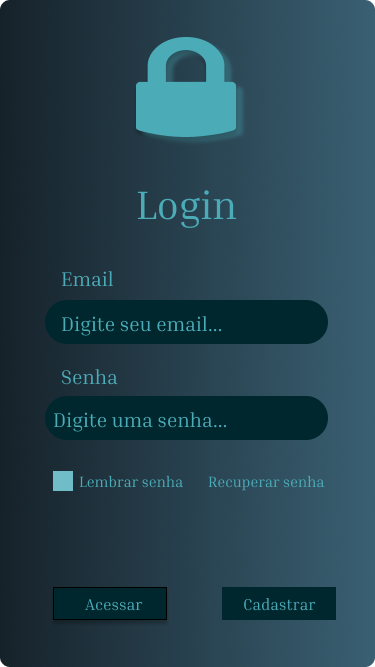 Login
Email
Digite seu email...
Senha
Digite uma senha...
Lembrar senha Recuperar senha
Acessar Cadastrar